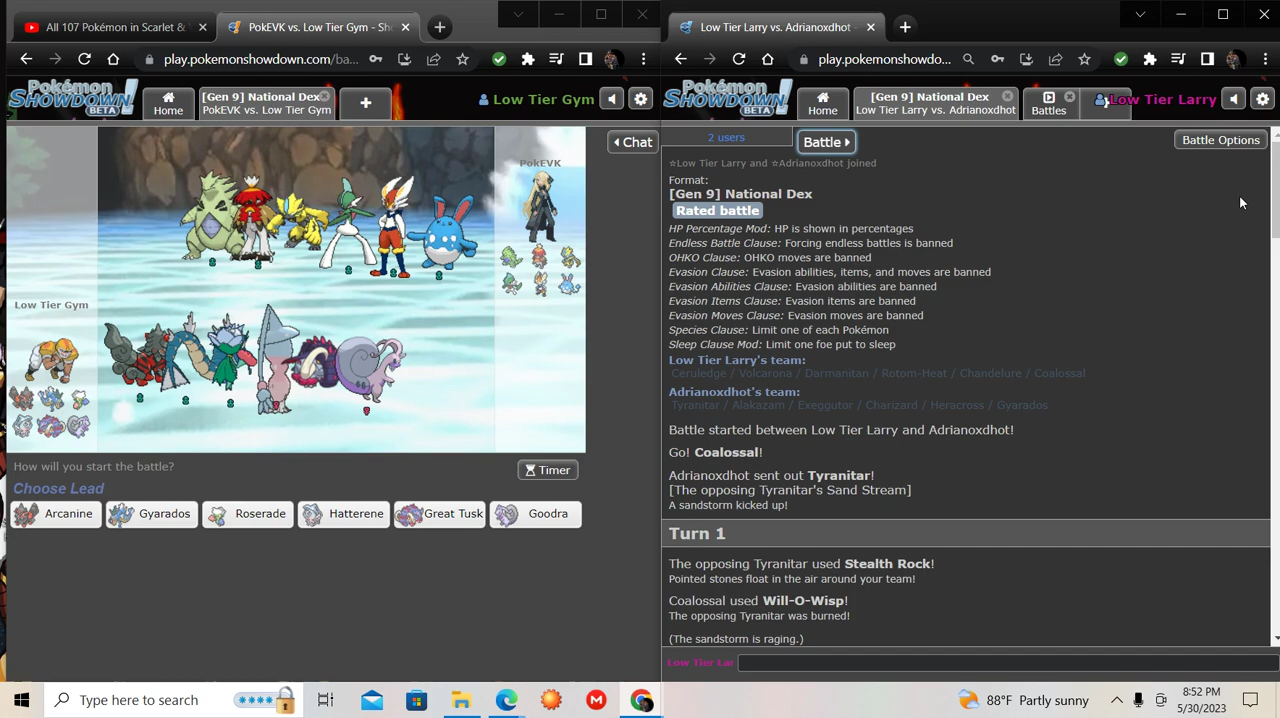 All 107 Pokémon in Scarlet &
PokEVK vs. Low Tier Gym - Sh
play.pokemonshowdown.com/ba...
Pokémon
Showdown
BETA
Home
[Gen 9] National Dex
PokEVK vs. Low Tier Gym
Low Tier Gym
Chat
PokEVK
Low Tier Gym
How will you start the battle?
Timer
Choose Lead
Arcanine
Gyarados
Roserade
Hatterene
Great Tusk
Goodra
Low Tier Larry vs. Adrianoxdhot -
play.pokemonshowdown.com/...
Pokémon
Showdown
BETA
Home
[Gen 9] National Dex
Low Tier Larry vs. Adrianoxdhot
Battles
Low Tier Larry
2 users
Battle
Battle Options
☆Low Tier Larry and ☆Adrianoxdhot joined
Format:
[Gen 9] National Dex
Rated battle
HP Percentage Mod: HP is shown in percentages
Endless Battle Clause: Forcing endless battles is banned
OHKO Clause: OHKO moves are banned
Evasion Clause: Evasion abilities, items, and moves are banned
Evasion Abilities Clause: Evasion abilities are banned
Evasion Items Clause: Evasion items are banned
Evasion Moves Clause: Evasion moves are banned
Species Clause: Limit one of each Pokémon
Sleep Clause Mod: Limit one foe put to sleep
Low Tier Larry's team:
Ceruledge / Volcarona / Darmanitan / Rotom-Heat / Chandelure / Coalossal
Adrianoxdhot's team:
Tyranitar / Alakazam / Exeggutor / Charizard / Heracross / Gyarados
Battle started between Low Tier Larry and Adrianoxdhot!
Go! Coalossal!
Adrianoxdhot sent out Tyranitar!
[The opposing Tyranitar's Sand Stream]
A sandstorm kicked up!
Turn 1
The opposing Tyranitar used Stealth Rock!
Pointed stones float in the air around your team!
Coalossal used Will-O-Wisp!
The opposing Tyranitar was burned!
(The sandstorm is raging.)
Low Tier Lar
Type here to search
88°F Partly sunny
8:52 PM
5/30/2023